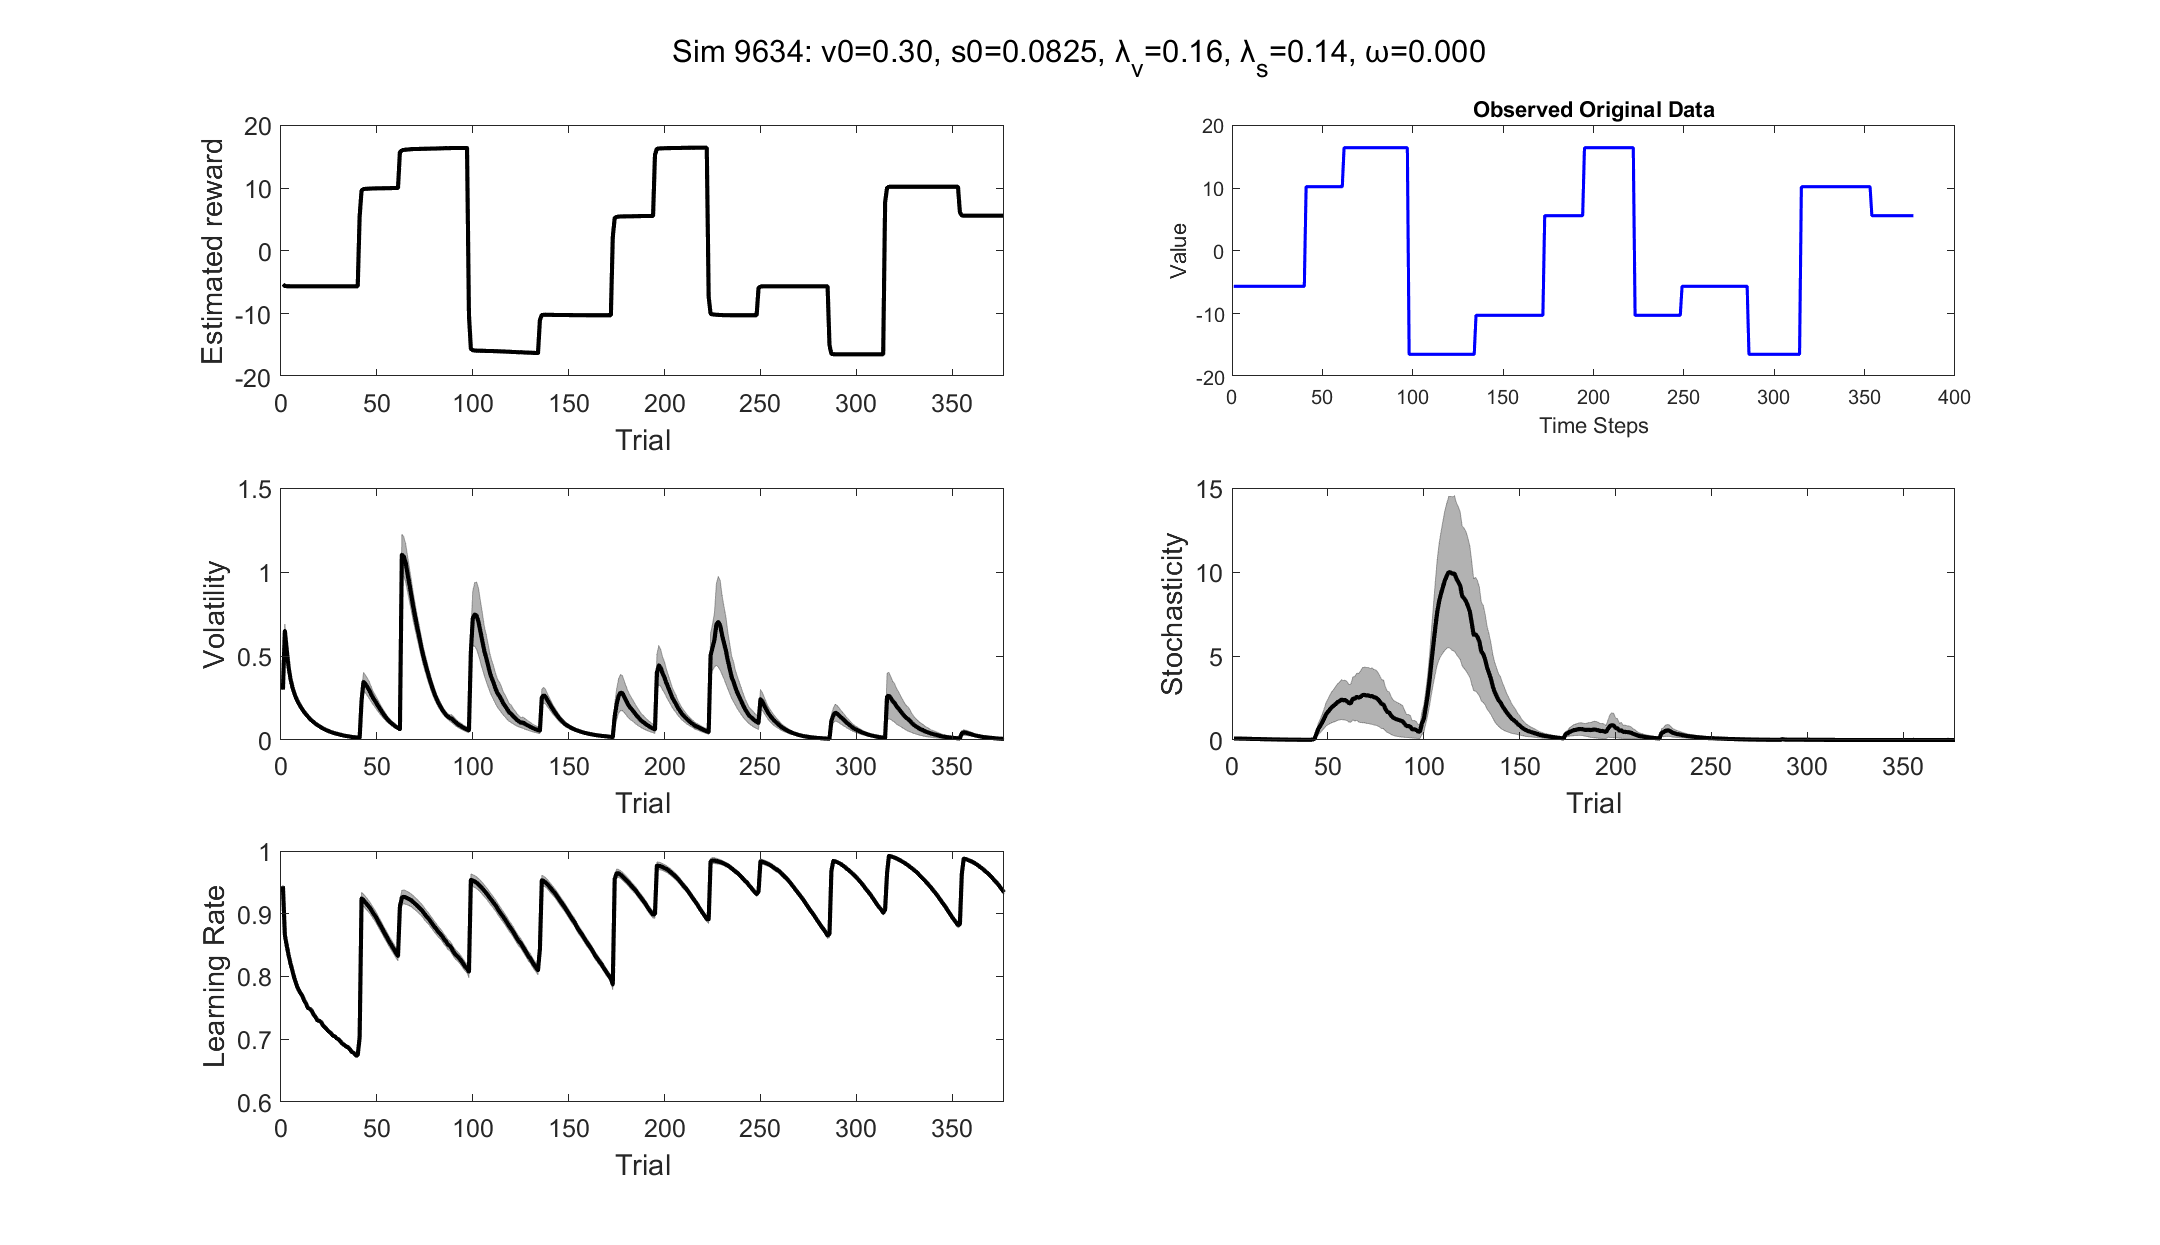 Sim 9634: v0=0.30, s0=0.0825, λ_v=0.16, λ_s=0.14, ω=0.000
20
10
0
-10
-20
Estimated reward
0 50 100 150 200 250 300 350
Trial
Observed Original Data
20
10
0
-10
-20
Value
0 50 100 150 200 250 300 350 400
Time Steps
1.5
1
0.5
0
Volatility
0 50 100 150 200 250 300 350
Trial
15
10
5
0
Stochasticity
0 50 100 150 200 250 300 350
Trial
1
0.9
0.8
0.7
0.6
Learning Rate
0 50 100 150 200 250 300 350
Trial